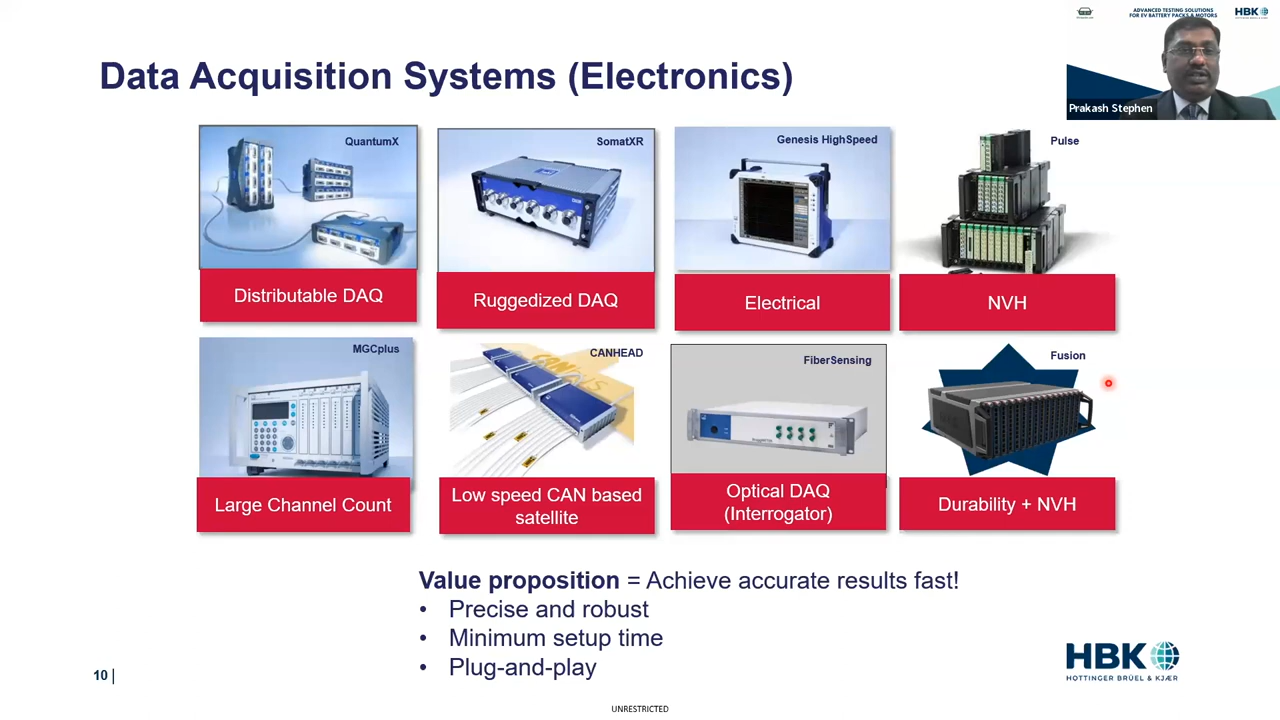 ADVANCED TESTING SOLUTIONS
FOR EV BATTERY PACKS & MOTORS
HBK
Prakash Stephen
Data Acquisition Systems (Electronics)
QuantumX
Distributable DAQ
SomatXR
Ruggedized DAQ
Genesis HighSpeed
Electrical
Pulse
NVH
MGCplus
Large Channel Count
CANHEAD
Low speed CAN based
satellite
FiberSensing
Optical DAQ
(Interrogator)
Fusion
Durability + NVH
Value proposition = Achieve accurate results fast!
• Precise and robust
• Minimum setup time
• Plug-and-play
10 |
HBK
HOTTINGER BRÜEL & KJÆR
UNRESTRICTED